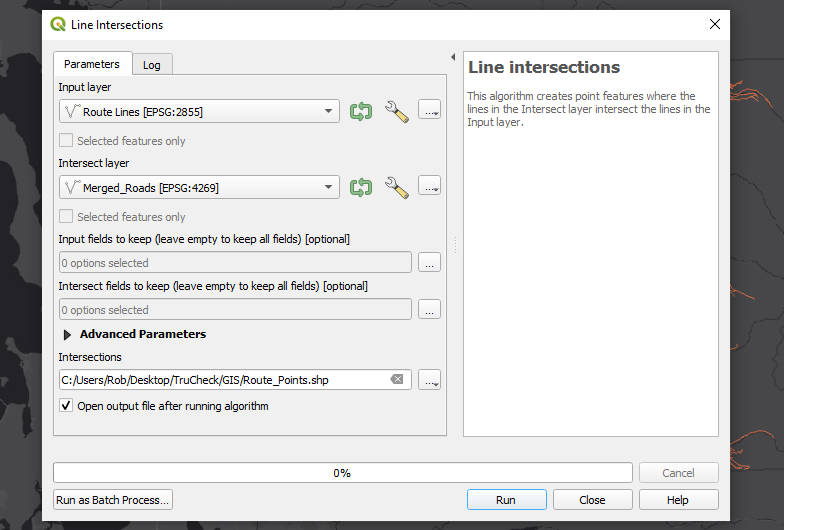 Line Intersections
Parameters
Log
Input layer
Route Lines [EPSG:2855]
...
Selected features only
Intersect layer
Merged_Roads [EPSG:4269]
...
Selected features only
Input fields to keep (leave empty to keep all fields) [optional]
0 options selected
...
Intersect fields to keep (leave empty to keep all fields) [optional]
0 options selected
...
Advanced Parameters
Intersections
C:/Users/Rob/Desktop/TruCheck/GIS/Route_Points.shp
...
Open output file after running algorithm
Line intersections
This algorithm creates point features where the
lines in the Intersect layer intersect the lines in the
Input layer.
0%
Cancel
Run as Batch Process...
Run
Close
Help